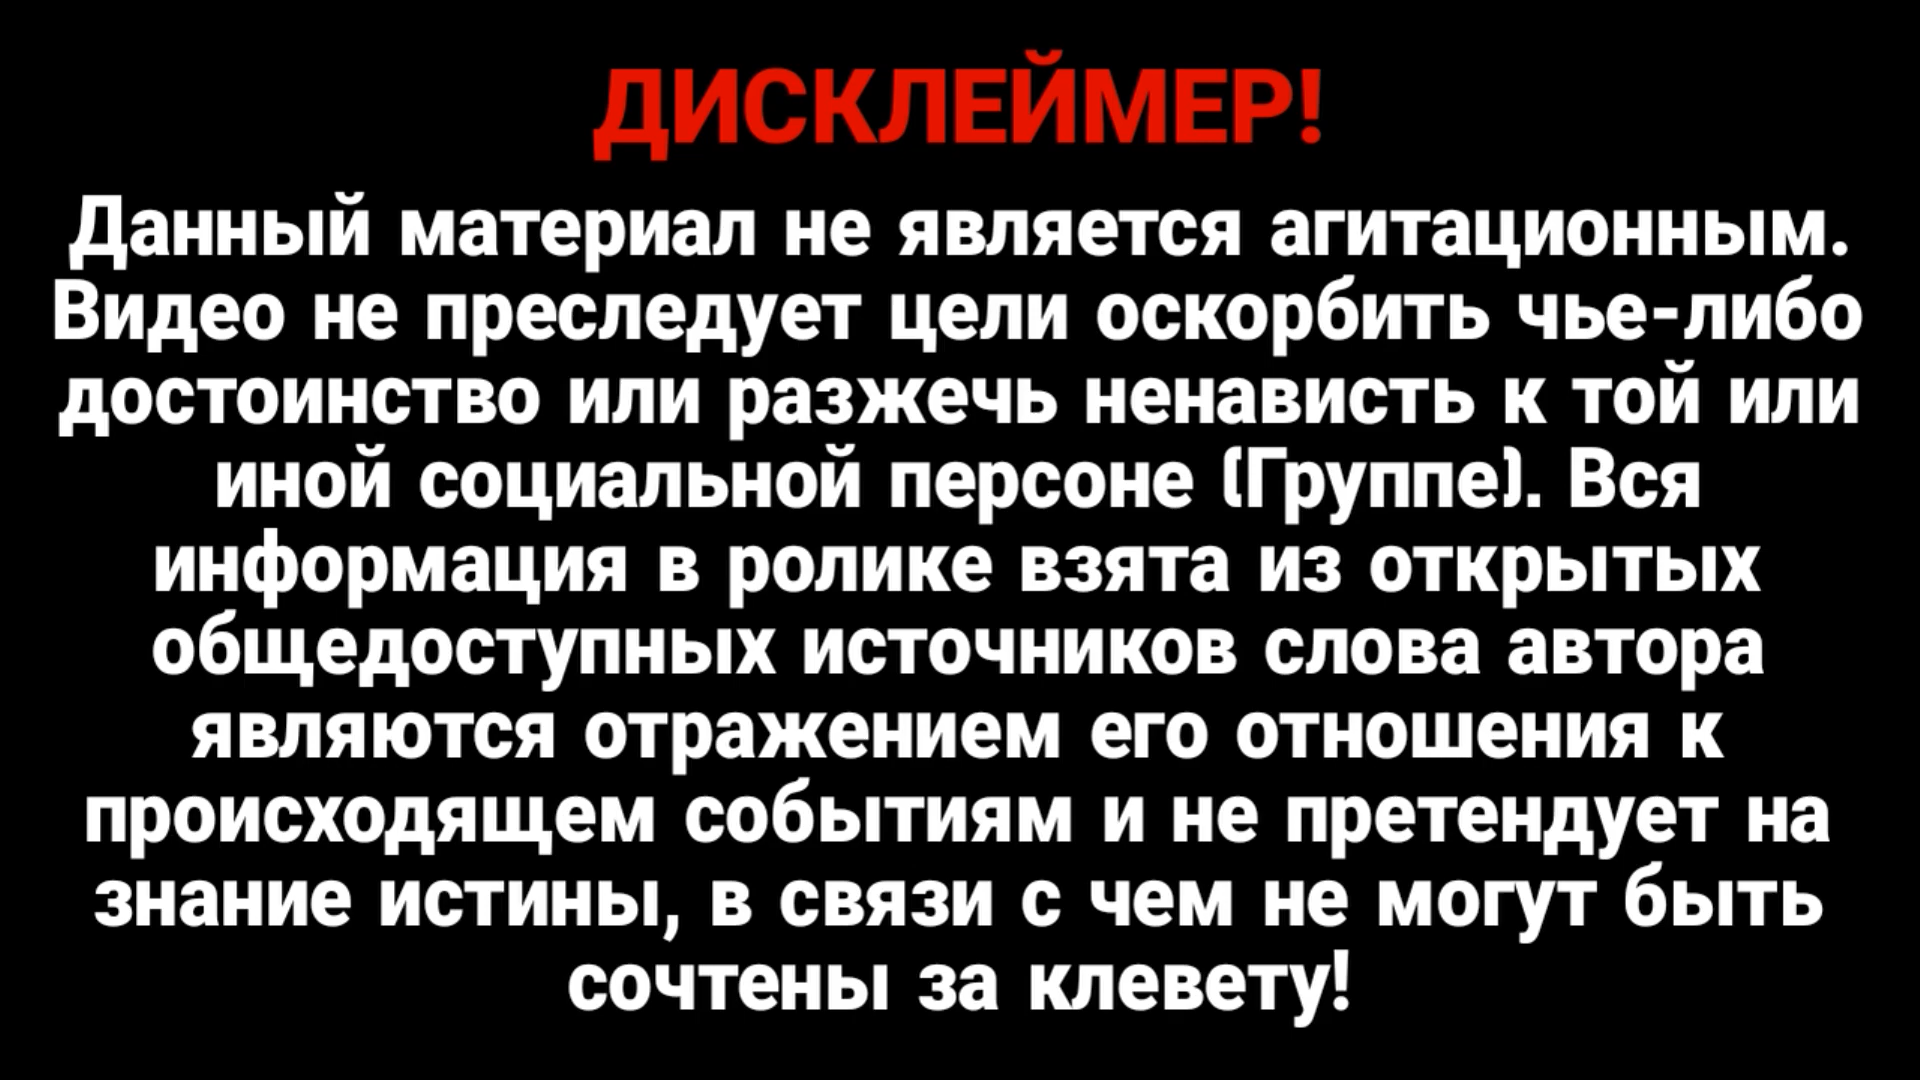 ДИСКЛЕЙМЕР!
Данный материал не является агитационным.
Видео не преследует цели оскорбить чье-либо
достоинство или разжечь ненависть к той или
иной социальной персоне (Группе). Вся
информация в ролике взята из открытых
общедоступных источников слова автора
являются отражением его отношения к
происходящем событиям и не претендует на
знание истины, в связи с чем не могут быть
сочтены за клевету!